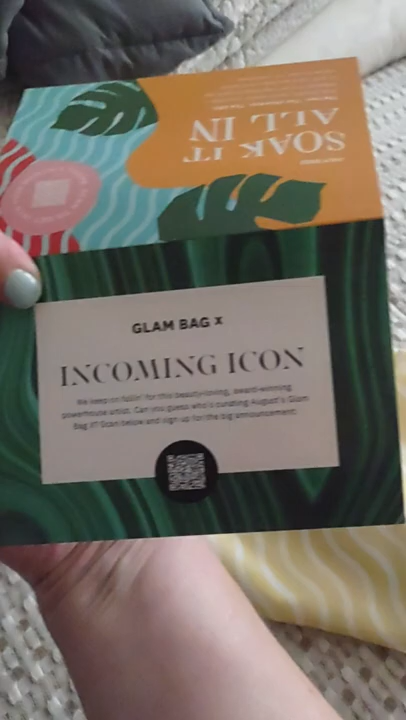 SOAK IT
ALL IN
GLAM BAG X
INCOMING ICON
We keep on fallin' for this beauty-loving, award-winning
powerhouse artist. Can you guess who's curating August's Glam
Bag X? Scan below and sign up for the big announcement!